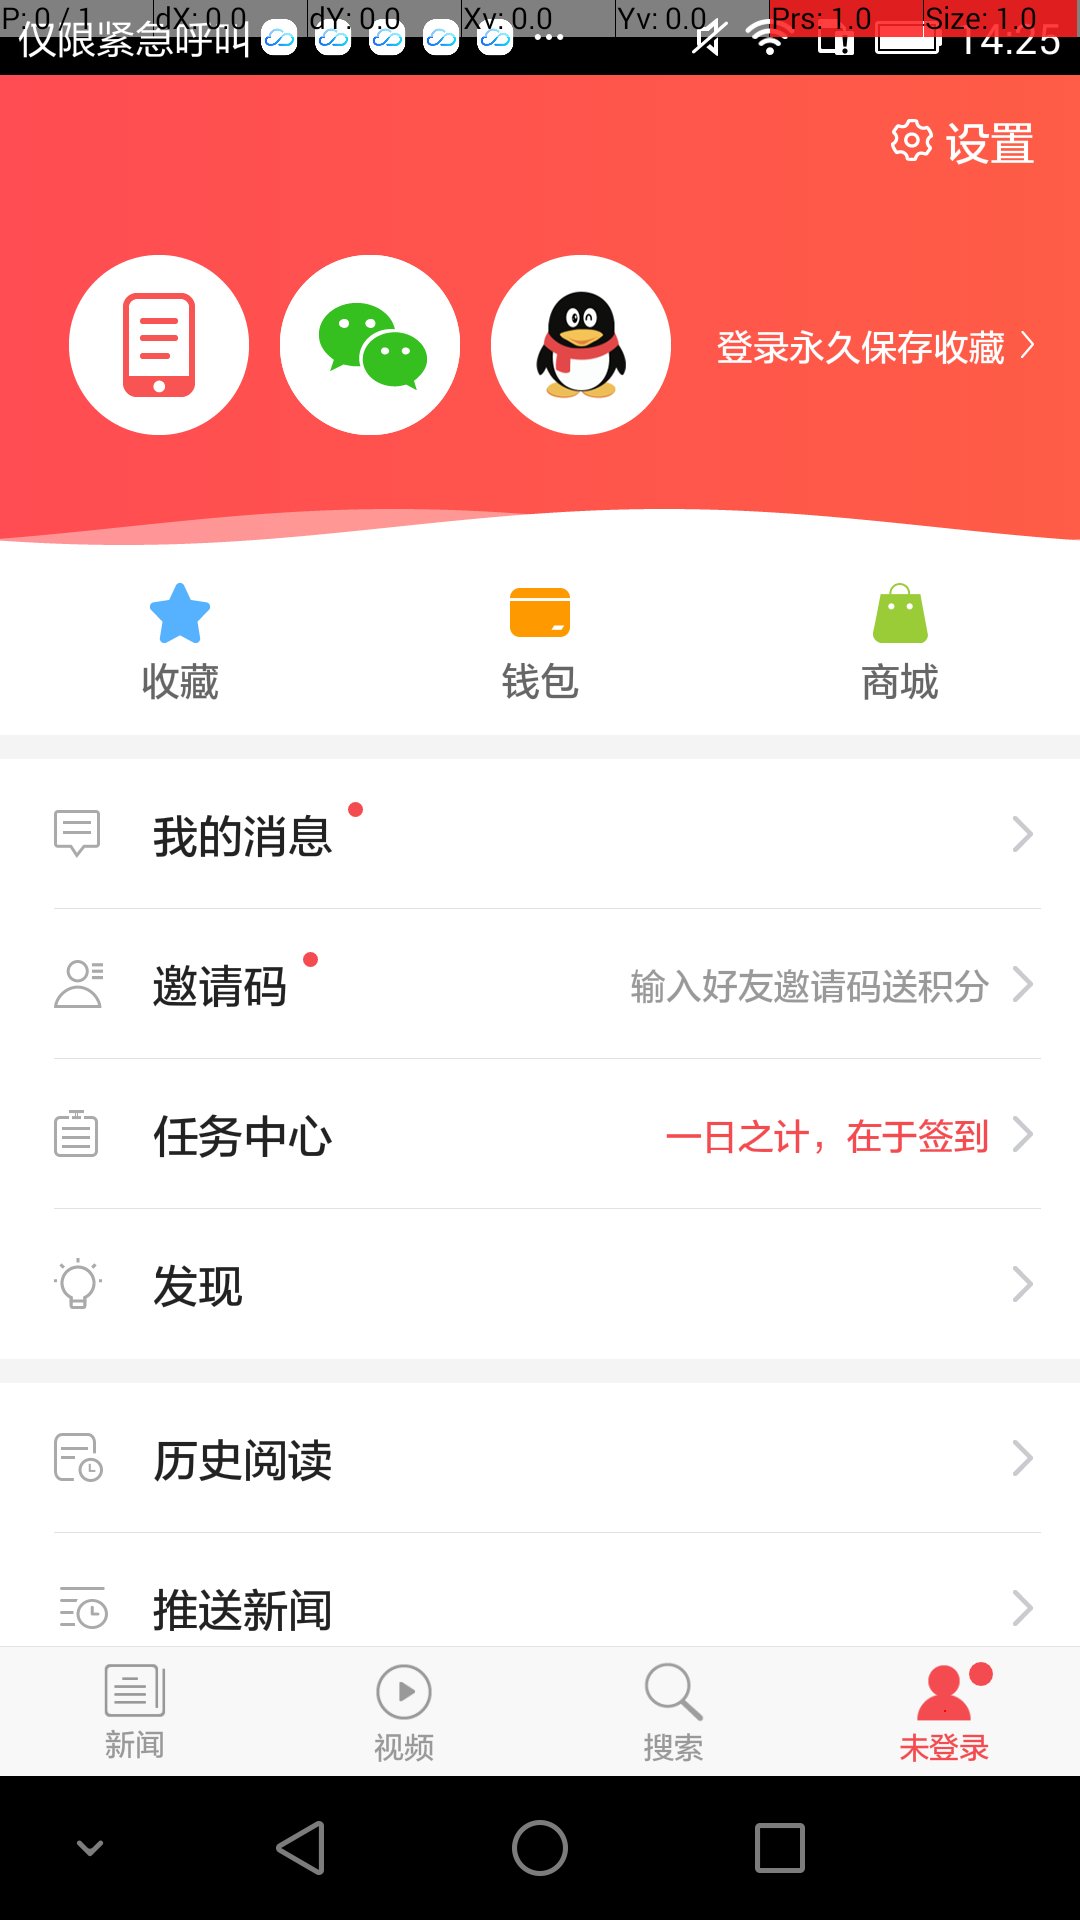 P: 0 / 1 dX: 0.0 dY: 0.0 Xv: 0.0 Yv: 0.0 Prs: 1.0 Size: 1.0
仅限紧急呼叫 ... 14:25
设置
登录永久保存收藏
收藏 钱包 商城
我的消息
邀请码 输入好友邀请码送积分
任务中心 一日之计，在于签到
发现
历史阅读
推送新闻
新闻 视频 搜索 未登录